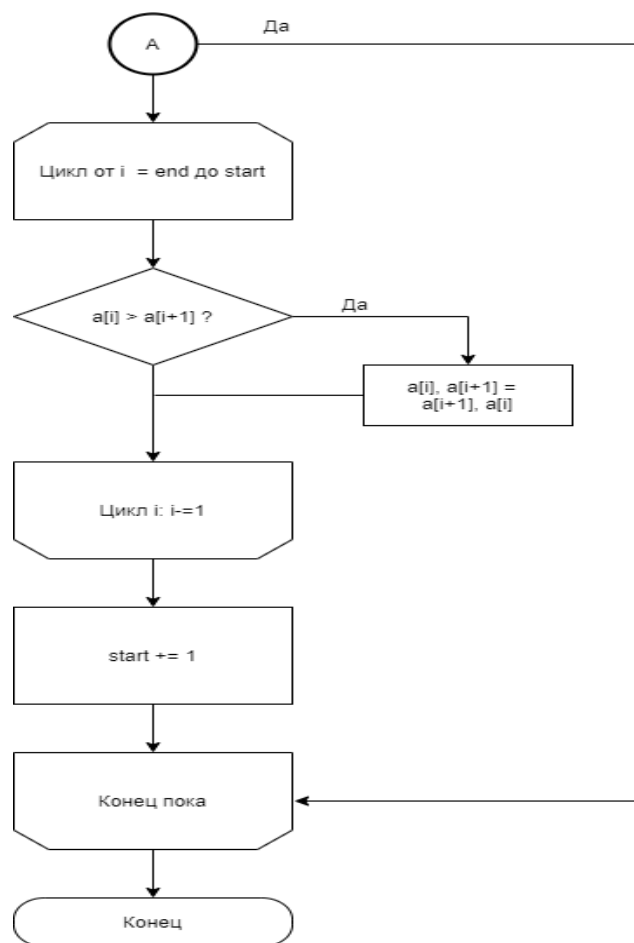 Да
А
Цикл от i = end до start
a[i] > a[i+1] ?
Да
a[i], a[i+1] =
a[i+1], a[i]
Цикл i: i-=1
start += 1
Конец пока
Конец